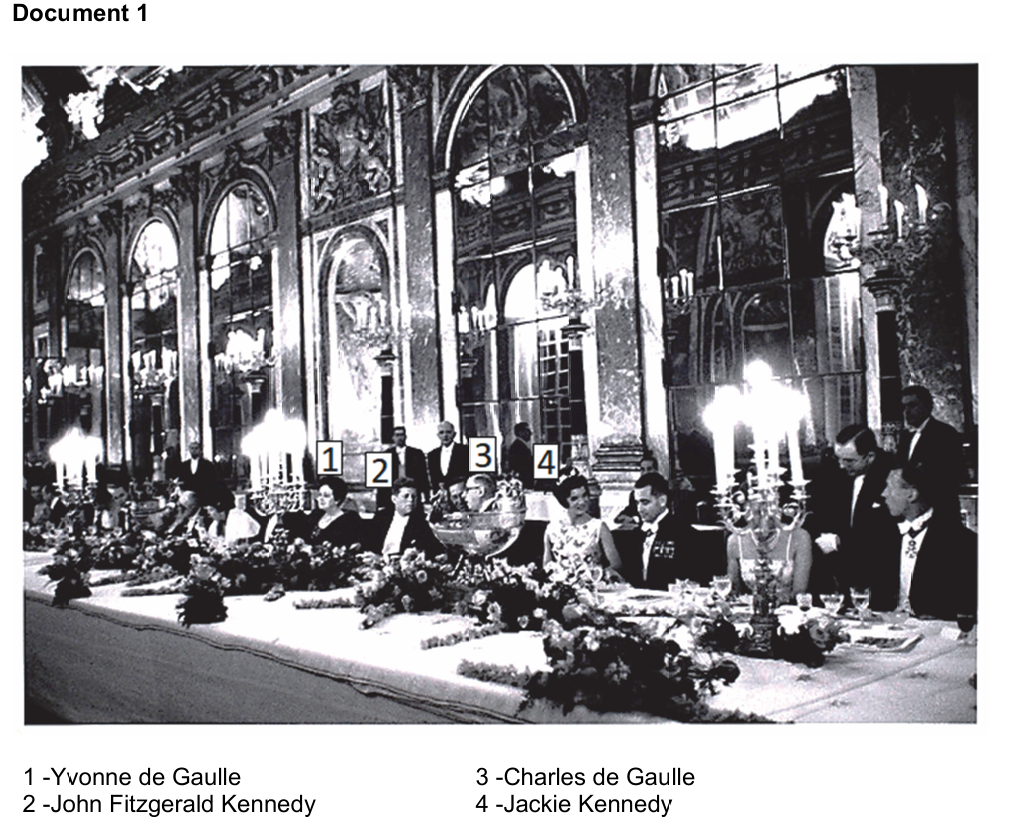 Document 1
1
2
3
4
1 -Yvonne de Gaulle
2 -John Fitzgerald Kennedy
3 -Charles de Gaulle
4 -Jackie Kennedy